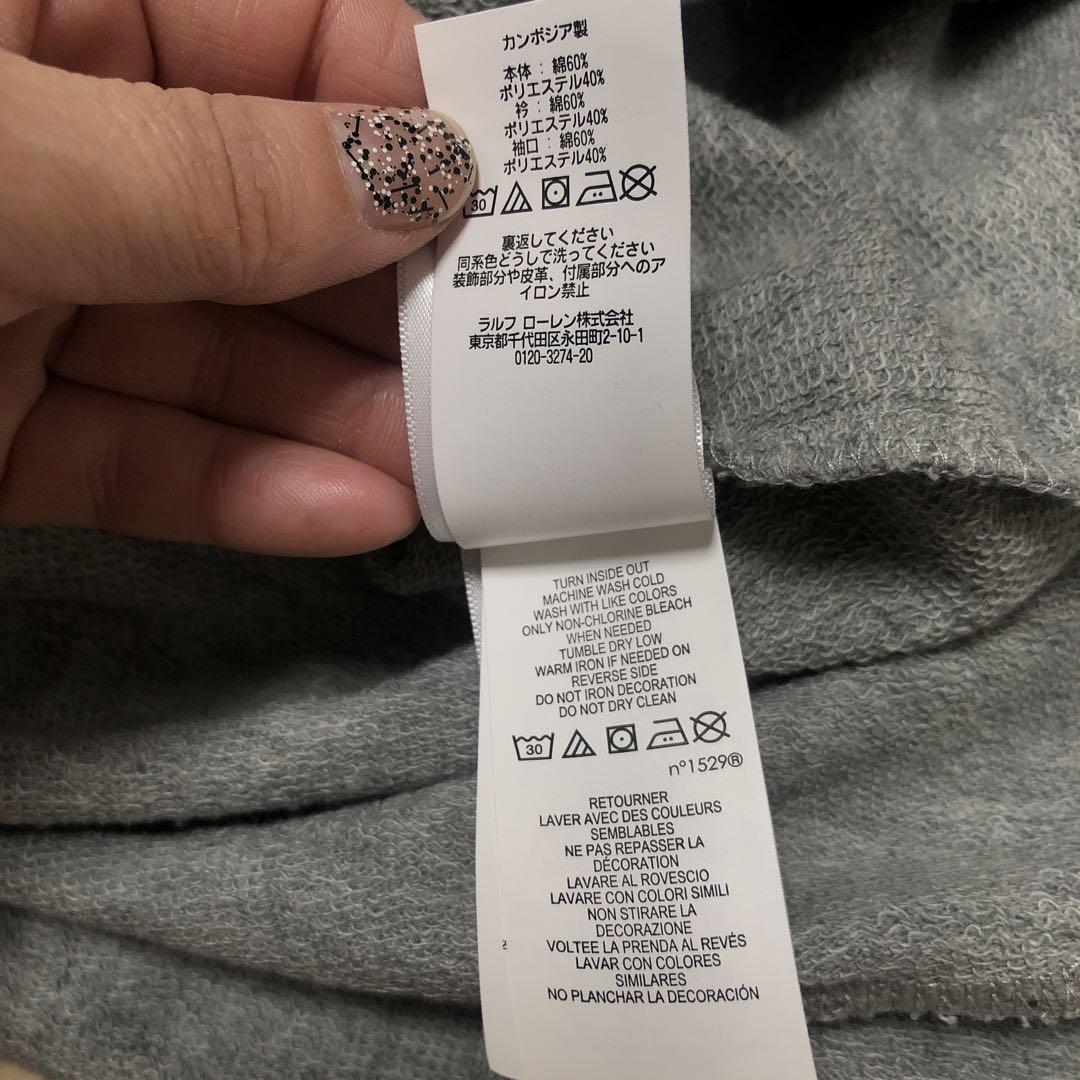 カンボジア製
本体 : 綿60%
ポリエステル40%
衿 : 綿60%
ポリエステル40%
袖口 : 綿60%
ポリエステル40%
30
裏返してください
同系色どうしで洗ってください
装飾部分や皮革、付属部分へのア
イロン禁止
ラルフ ローレン株式会社
東京都千代田区永田町2-10-1
0120-3274-20
TURN INSIDE OUT
MACHINE WASH COLD
WASH WITH LIKE COLORS
ONLY NON-CHLORINE BLEACH
WHEN NEEDED
TUMBLE DRY LOW
WARM IRON IF NEEDED ON
REVERSE SIDE
DO NOT IRON DECORATION
DO NOT DRY CLEAN
30
nº1529®
RETOURNER
LAVER AVEC DES COULEURS
SEMBLABLES
NE PAS REPASSER LA
DÉCORATION
LAVARE AL ROVESCIO
LAVARE CON COLORI SIMILI
NON STIRARE LA
DECORAZIONE
VOLTEE LA PRENDA AL REVÉS
LAVAR CON COLORES
SIMILARES
NO PLANCHAR LA DECORACIÓN
2